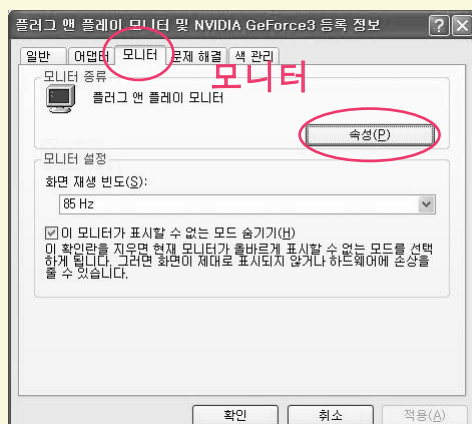 플러그 앤 플레이 모니터 및 NVIDIA GeForce3 등록 정보
일반 어댑터 모니터 문제 해결 색 관리
모니터
모니터 종류
플러그 앤 플레이 모니터
속성(P)
모니터 설정
화면 재생 빈도(S):
85 Hz
이 모니터가 표시할 수 없는 모드 숨기기(H)
이 확인란을 지우면 현재 모니터가 올바르게 표시할 수 없는 모드를 선택
하게 됩니다. 그러면 화면이 제대로 표시되지 않거나 하드웨어에 손상을
줄 수 있습니다.
확인 취소 적용(A)